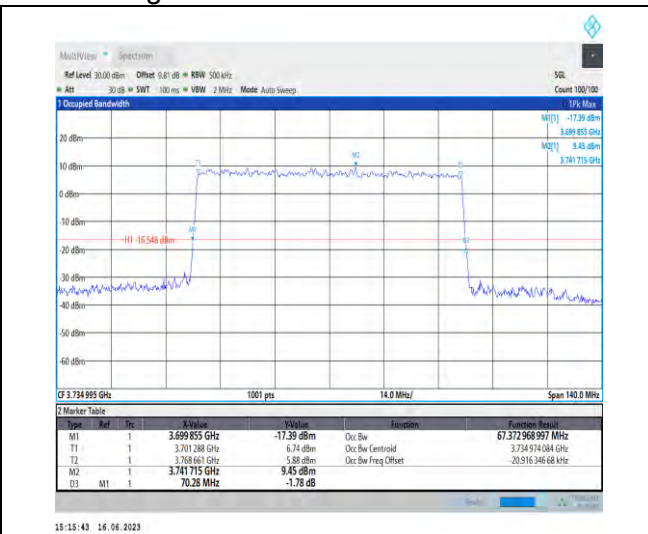 MultiView Spectrum
Ref Level 30.00 dBm Offset 9.81 dB RBW 500 kHz SGL
Att 30 dB SWT 100 ms VBW 2 MHz Mode Auto Sweep Count 100/100
1 Occupied Bandwidth 1Pk Max
M1[1] -17.39 dBm
3.699 855 GHz
M2[1] 9.45 dBm
3.741 715 GHz
20 dBm
M2
T1
10 dBm
0 dBm
-10 dBm
M1
H1 -16.548 dBm
-20 dBm
-30 dBm
-40 dBm
-50 dBm
-60 dBm
CF 3.734 995 GHz 1001 pts 14.0 MHz/ Span 140.0 MHz
2 Marker Table
Type Ref Trc X-Value Y-Value Function Function Result
M1 1 3.699 855 GHz -17.39 dBm Occ Bw 67.372 968 997 MHz
T1 1 3.701 288 GHz 6.74 dBm Occ Bw Centroid 3.734 974 084 GHz
T2 1 3.768 661 GHz 5.88 dBm Occ Bw Freq Offset -20.916 346 68 kHz
M2 1 3.741 715 GHz 9.45 dBm
D3 M1 1 70.28 MHz -1.78 dB
15:15:43 16.06.2023